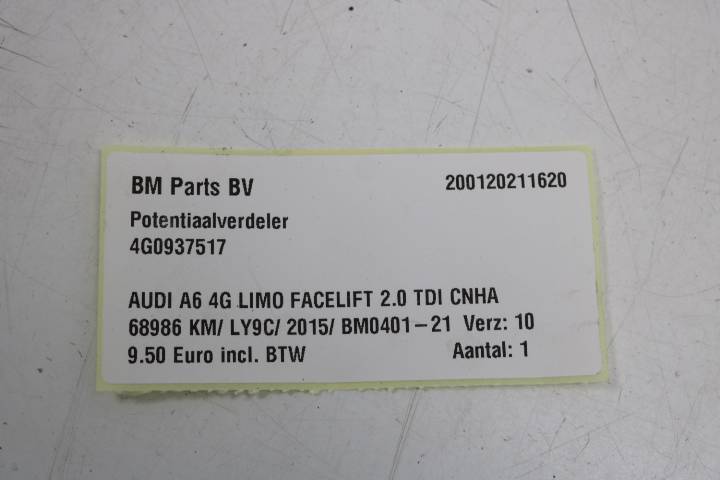 BM Parts BV 200120211620
Potentiaalverdeler
4G0937517
AUDI A6 4G LIMO FACELIFT 2.0 TDI CNHA
68986 KM/ LY9C/ 2015/ BM0401-21 Verz: 10
9.50 Euro incl. BTW Aantal: 1